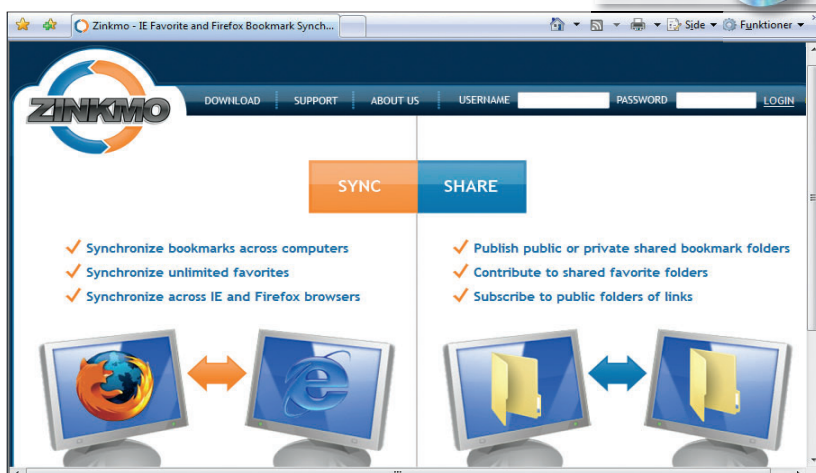 Zinkmo - IE Favorite and Firefox Bookmark Synch...
Side
Funktioner
ZINKMO
DOWNLOAD SUPPORT ABOUT US USERNAME PASSWORD LOGIN
SYNC SHARE
Synchronize bookmarks across computers
Synchronize unlimited favorites
Synchronize across IE and Firefox browsers
Publish public or private shared bookmark folders
Contribute to shared favorite folders
Subscribe to public folders of links